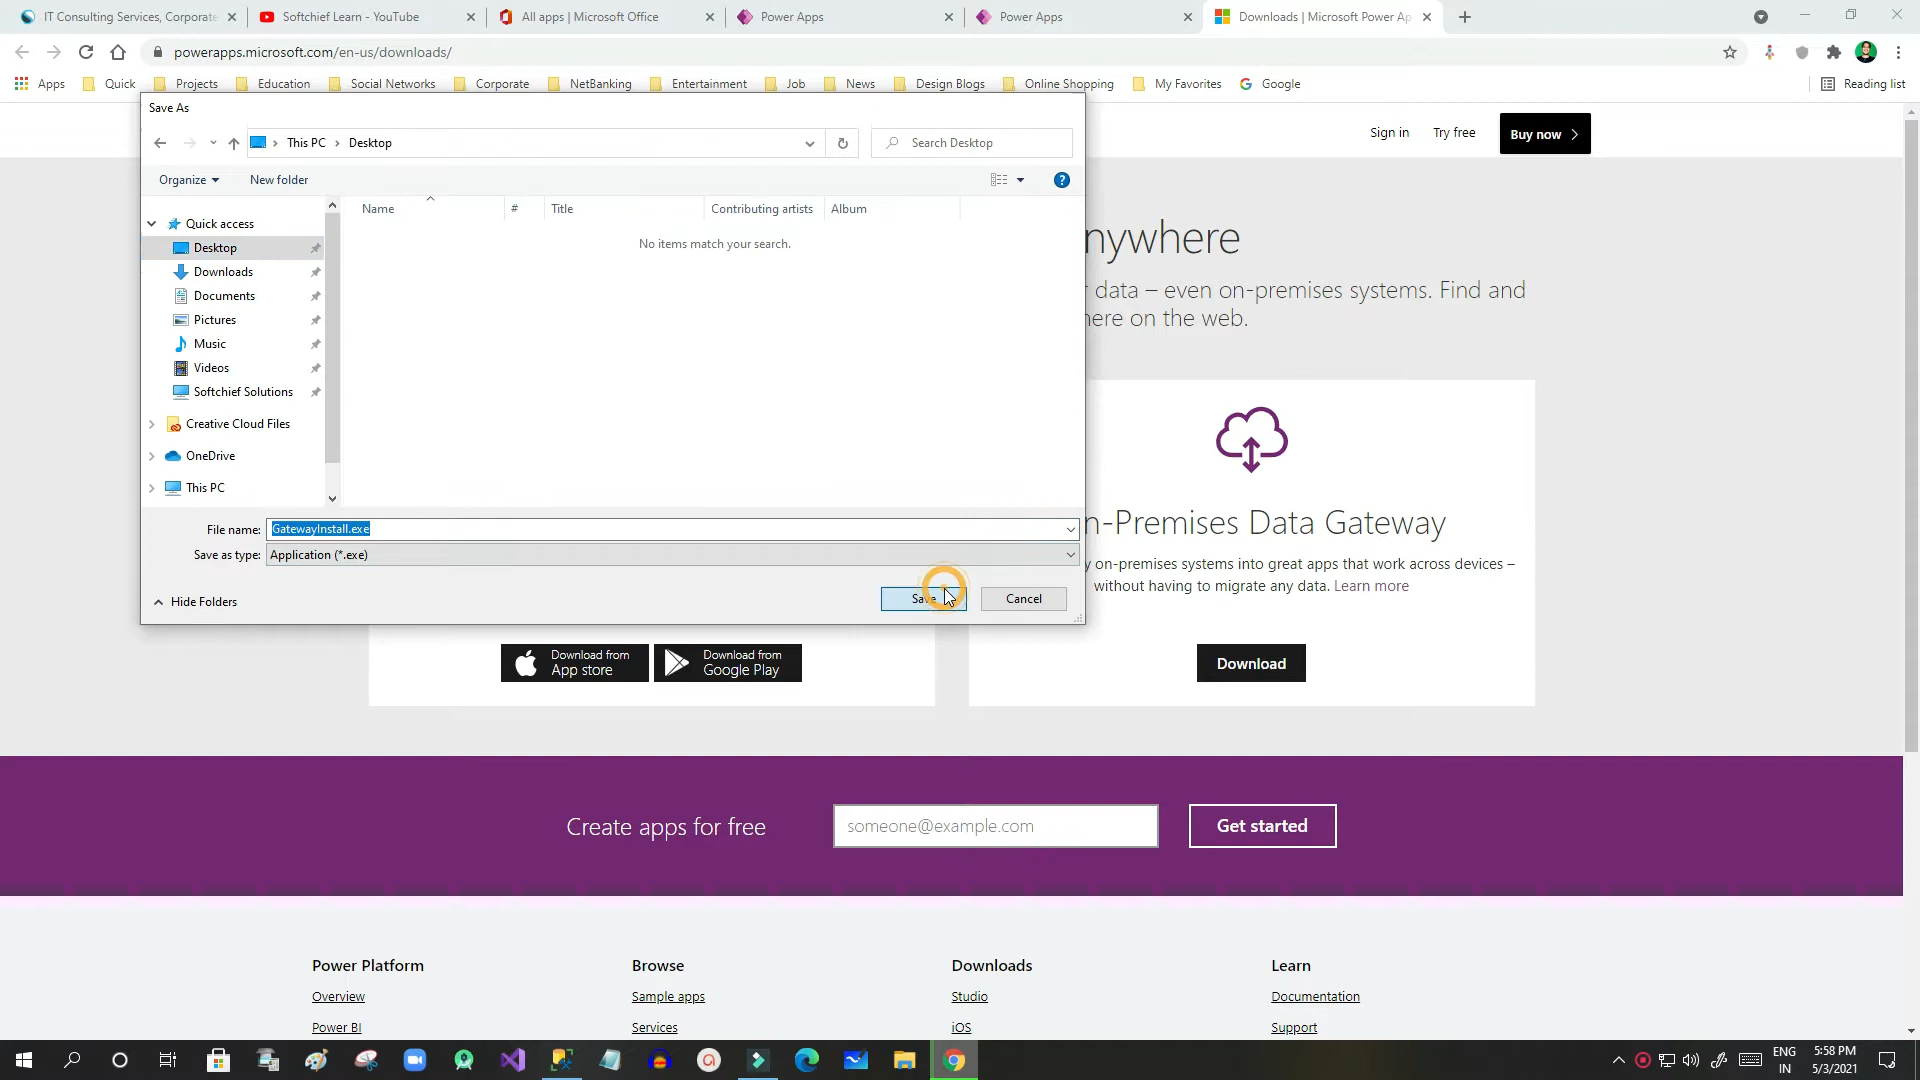 IT Consulting Services, Corporate
Softchief Learn - YouTube
All apps | Microsoft Office
Power Apps
Power Apps
Downloads | Microsoft Power Ap
powerapps.microsoft.com/en-us/downloads/
Apps
Quick
Projects
Education
Social Networks
Corporate
NetBanking
Entertainment
Job
News
Design Blogs
Online Shopping
My Favorites
Google
Reading list
Save As
This PC
Desktop
Search Desktop
Organize
New folder
Name
#
Title
Contributing artists
Album
No items match your search.
Quick access
Desktop
Downloads
Documents
Pictures
Music
Videos
Softchief Solutions
Creative Cloud Files
OneDrive
This PC
File name: GatewayInstall.exe
Save as type: Application (*.exe)
Hide Folders
Save
Cancel
Sign in
Try free
Buy now
nywhere
data – even on-premises systems. Find and
here on the web.
n-Premises Data Gateway
y on-premises systems into great apps that work across devices –
without having to migrate any data. Learn more
Download from
App store
Download from
Google Play
Download
Create apps for free
someone@example.com
Get started
Power Platform
Overview
Power BI
Browse
Sample apps
Services
Downloads
Studio
iOS
Learn
Documentation
Support
ENG
IN
5:58 PM
5/3/2021